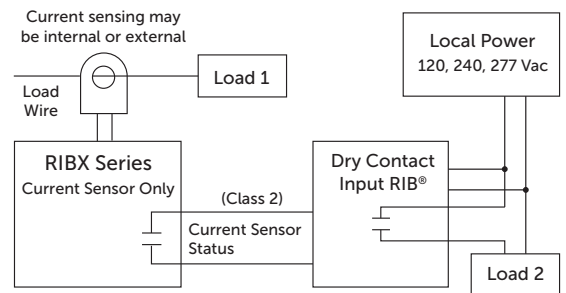 Current sensing may
be internal or external
Load 1
Load
Wire
Local Power
120, 240, 277 Vac
RIBX Series
Current Sensor Only
(Class 2)
Current Sensor
Status
Dry Contact
Input RIB®
Load 2